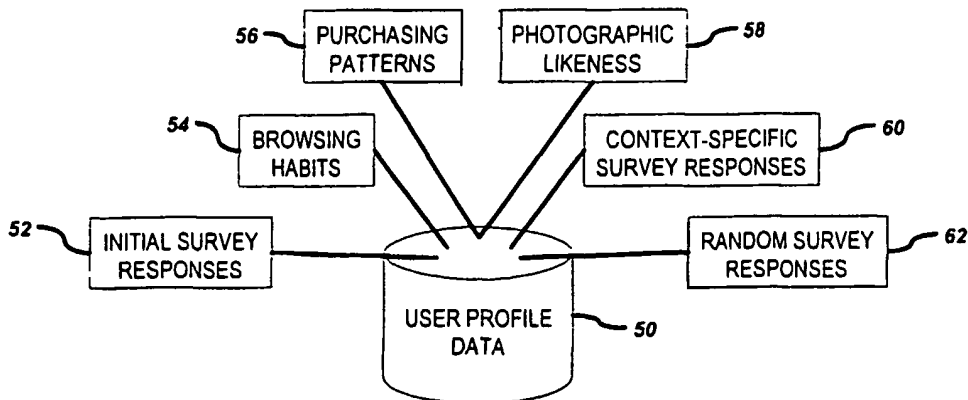 56
PURCHASING
PATTERNS
PHOTOGRAPHIC
LIKENESS
58
54
BROWSING
HABITS
CONTEXT-SPECIFIC
SURVEY RESPONSES
60
52
INITIAL SURVEY
RESPONSES
RANDOM SURVEY
RESPONSES
62
USER PROFILE
DATA
50